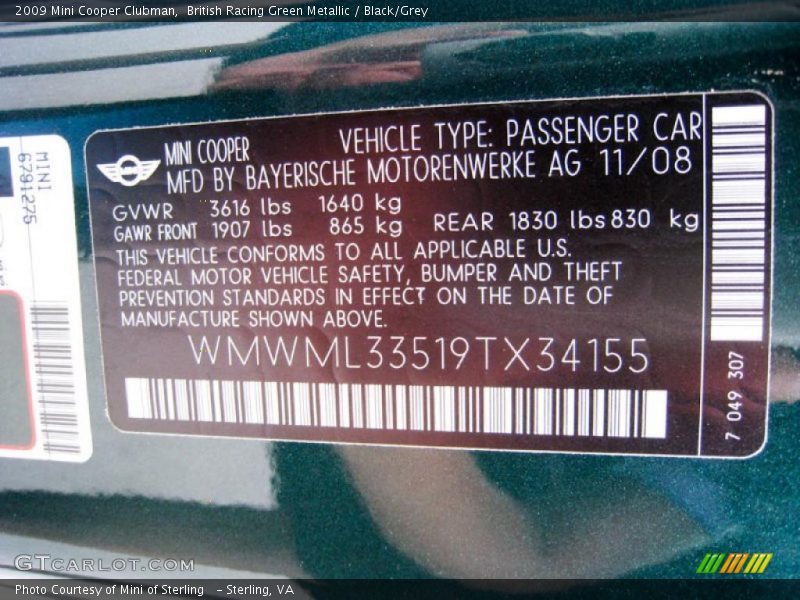 2009 Mini Cooper Clubman, British Racing Green Metallic / Black/Grey
MINI
6791275
MINI COOPER VEHICLE TYPE: PASSENGER CAR
MFD BY BAYERISCHE MOTORENWERKE AG 11/08
GVWR 3616 lbs 1640 kg
GAWR FRONT 1907 lbs 865 kg REAR 1830 lbs 830 kg
THIS VEHICLE CONFORMS TO ALL APPLICABLE U.S.
FEDERAL MOTOR VEHICLE SAFETY, BUMPER AND THEFT
PREVENTION STANDARDS IN EFFECT ON THE DATE OF
MANUFACTURE SHOWN ABOVE.
WMWML33519TX34155
7 049 307
GTCarLot.com
Photo Courtesy of Mini of Sterling - Sterling, VA